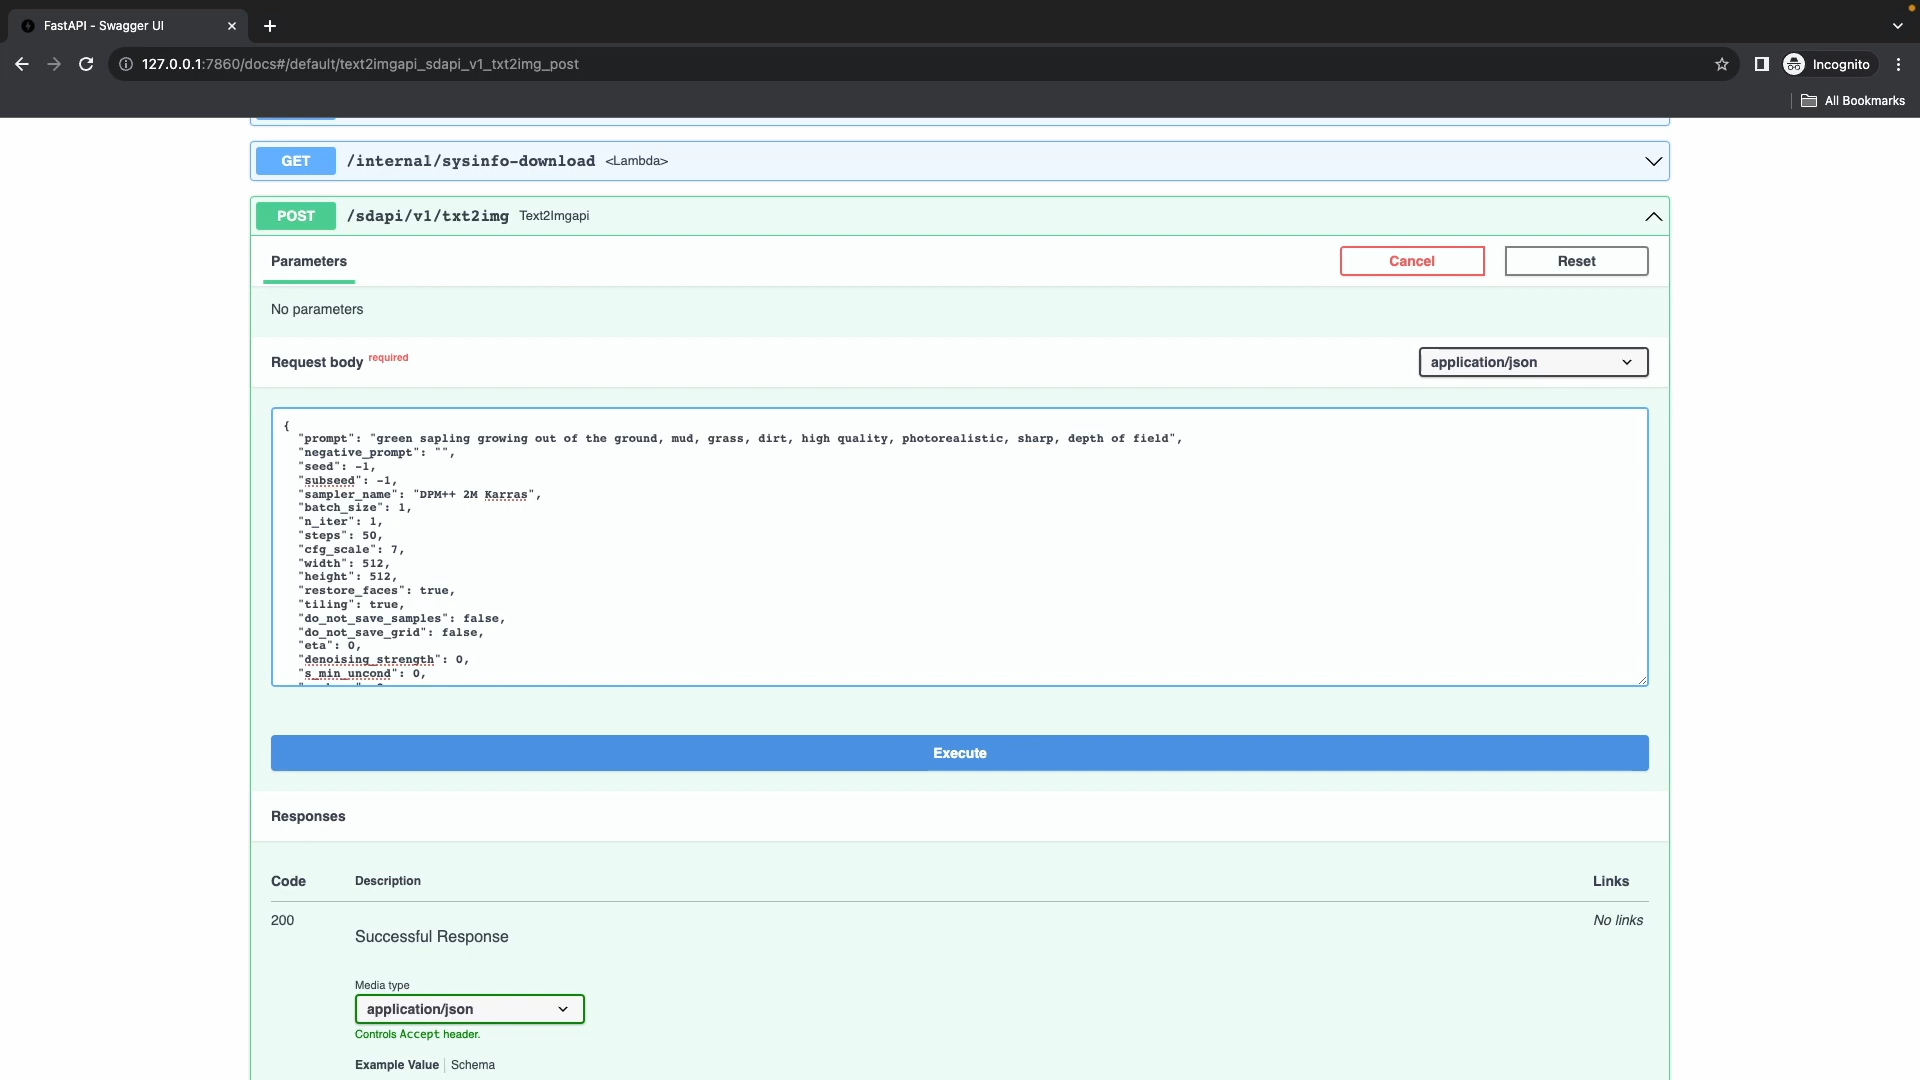 FastAPI - Swagger UI
127.0.0.1:7860/docs#/default/text2imgapi_sdapi_v1_txt2img_post
Incognito
All Bookmarks
GET /internal/sysinfo-download <Lambda>
POST /sdapi/v1/txt2img Text2Imgapi
Parameters
Cancel
Reset
No parameters
Request body required
application/json
{
"prompt": "green sapling growing out of the ground, mud, grass, dirt, high quality, photorealistic, sharp, depth of field",
"negative_prompt": "",
"seed": -1,
"subseed": -1,
"sampler_name": "DPM++ 2M Karras",
"batch_size": 1,
"n_iter": 1,
"steps": 50,
"cfg_scale": 7,
"width": 512,
"height": 512,
"restore_faces": true,
"tiling": true,
"do_not_save_samples": false,
"do_not_save_grid": false,
"eta": 0,
"denoising_strength": 0,
"s_min_uncond": 0,
Execute
Responses
Code Description Links
200 No links
Successful Response
Media type
application/json
Controls Accept header.
Example Value Schema